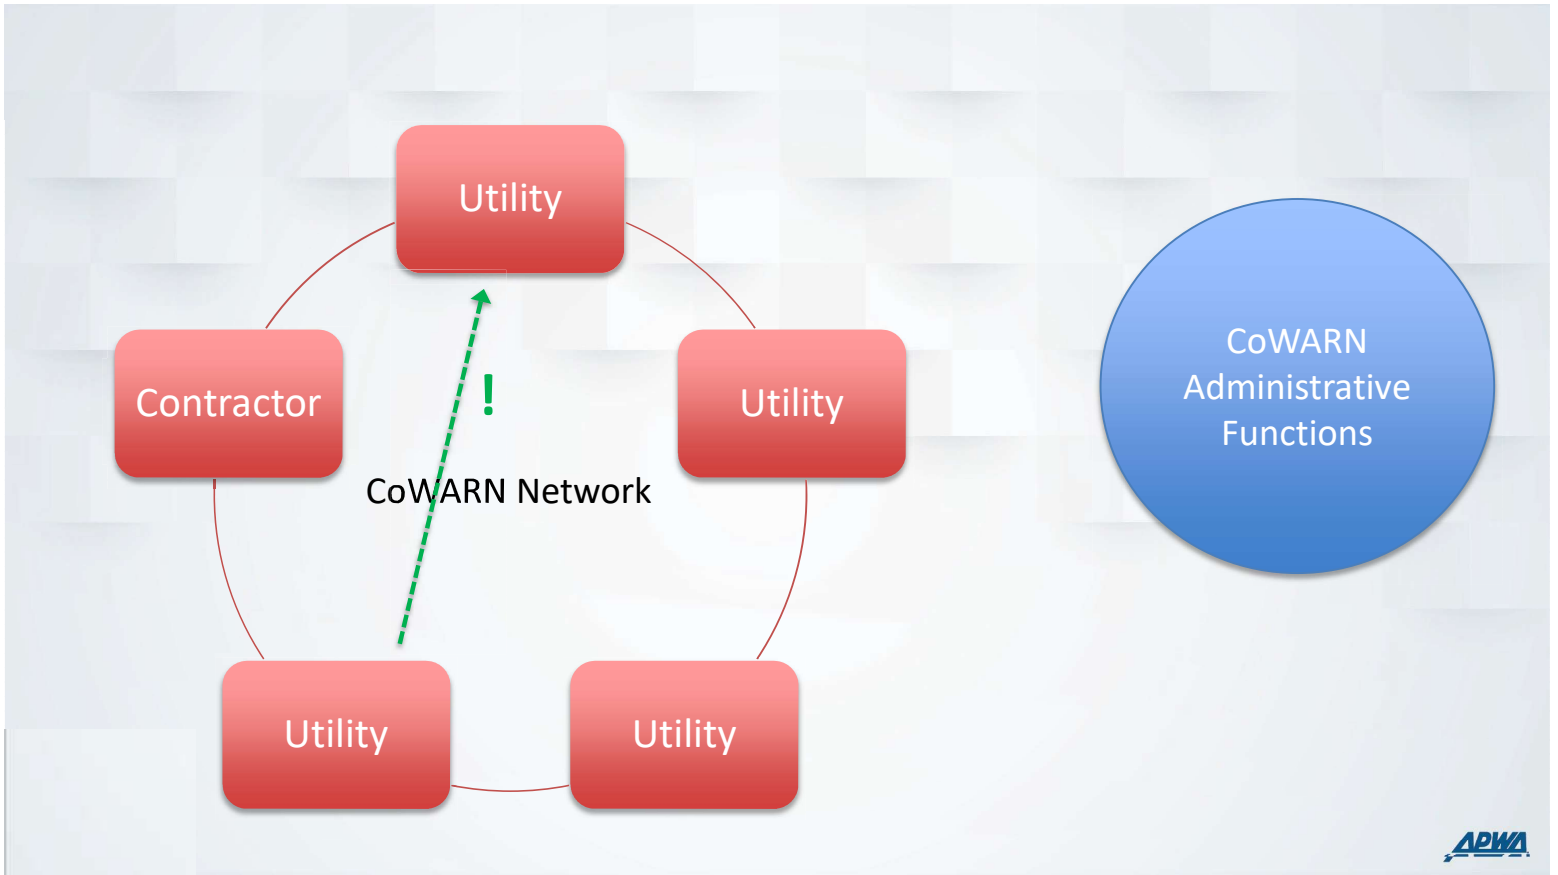 Utility
Contractor
!
Utility
CoWARN Network
Utility
Utility
CoWARN
Administrative
Functions
APWA